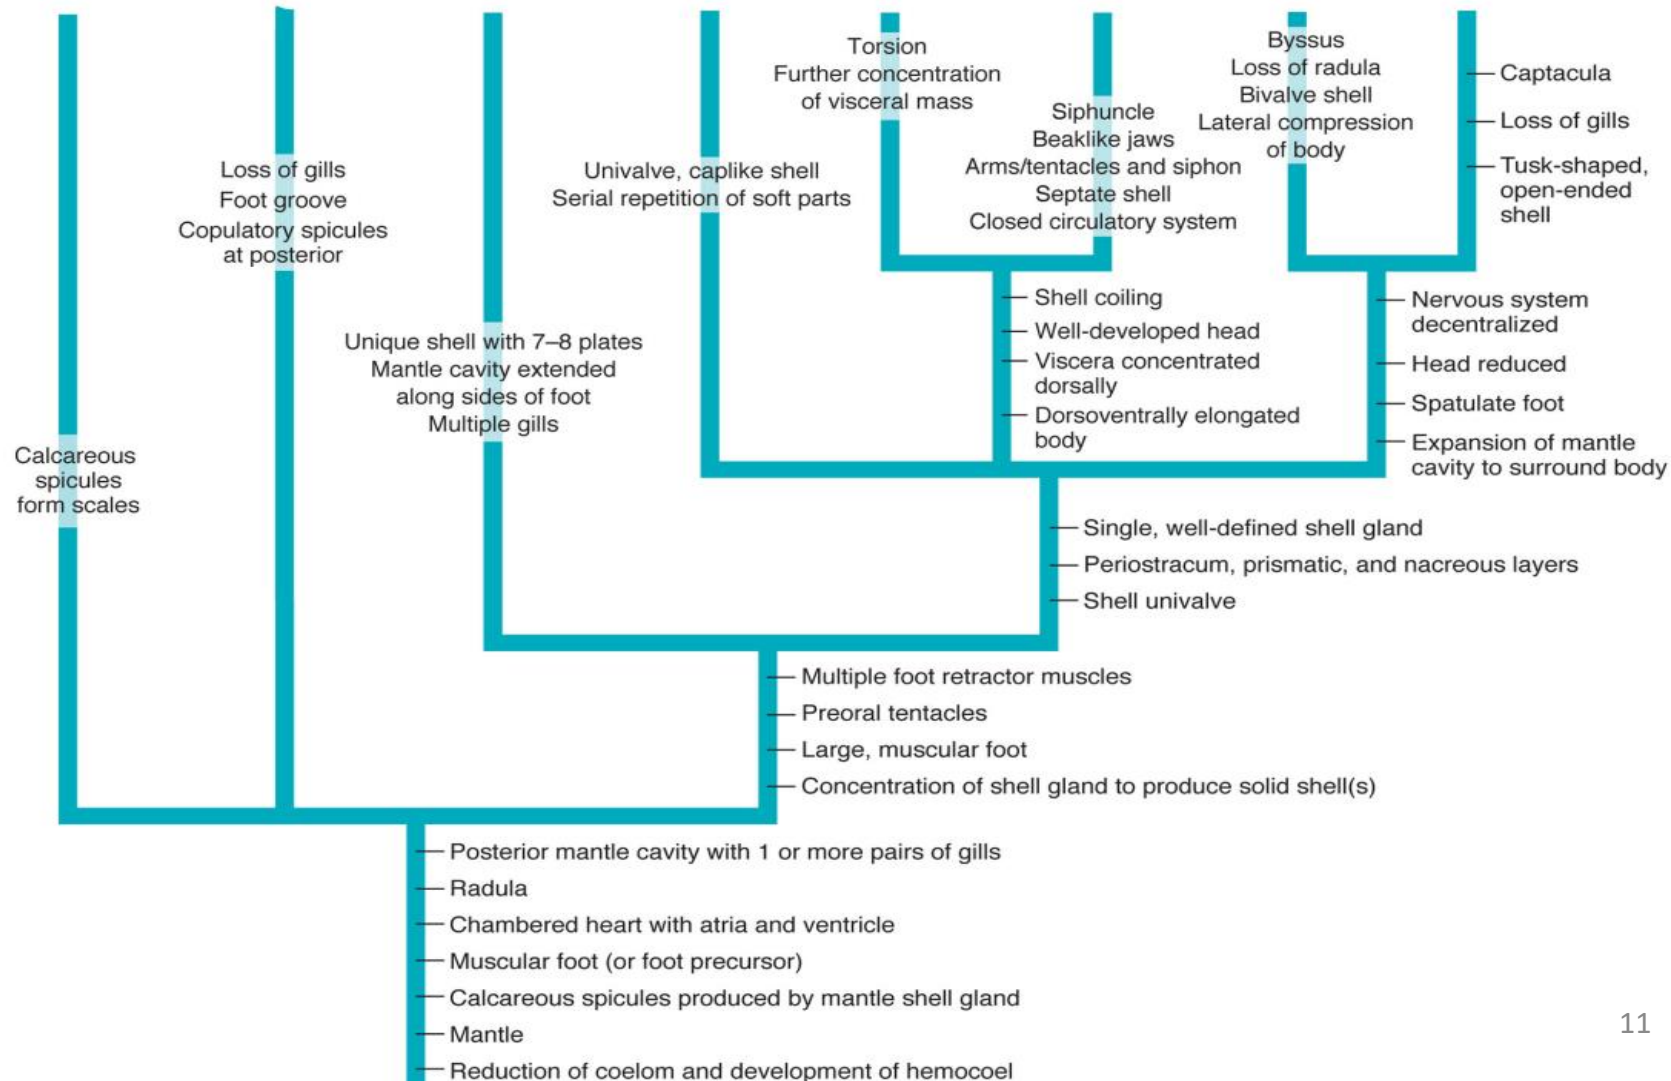 Torsion
Further concentration
of visceral mass
Siphuncle
Beaklike jaws
Arms/tentacles and siphon
Septate shell
Closed circulatory system
Byssus
Loss of radula
Bivalve shell
Lateral compression
of body
Captacula
Loss of gills
Tusk-shaped,
open-ended
shell
Loss of gills
Foot groove
Copulatory spicules
at posterior
Univalve, caplike shell
Serial repetition of soft parts
Unique shell with 7–8 plates
Mantle cavity extended
along sides of foot
Multiple gills
Calcareous
spicules
form scales
Shell coiling
Well-developed head
Viscera concentrated
dorsally
Dorsoventrally elongated
body
Nervous system
decentralized
Head reduced
Spatulate foot
Expansion of mantle
cavity to surround body
Single, well-defined shell gland
Periostracum, prismatic, and nacreous layers
Shell univalve
Multiple foot retractor muscles
Preoral tentacles
Large, muscular foot
Concentration of shell gland to produce solid shell(s)
Posterior mantle cavity with 1 or more pairs of gills
Radula
Chambered heart with atria and ventricle
Muscular foot (or foot precursor)
Calcareous spicules produced by mantle shell gland
Mantle
Reduction of coelom and development of hemocoel
11